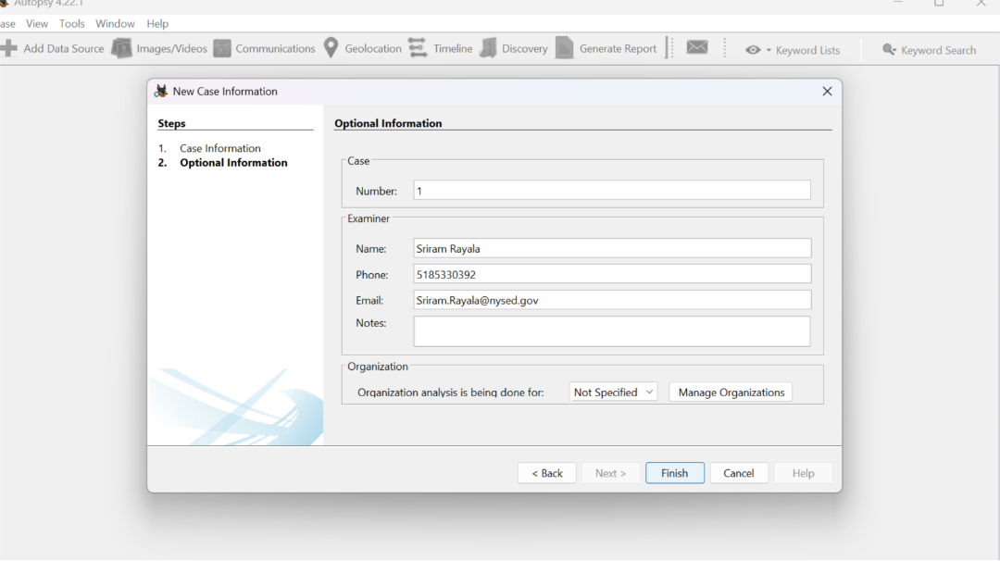 Autopsy 4.22.1
ase View Tools Window Help
Add Data Source Images/Videos Communications Geolocation Timeline Discovery Generate Report Keyword Lists Keyword Search
New Case Information
Steps
1. Case Information
2. Optional Information
Optional Information
Case
Number: 1
Examiner
Name: Sriram Rayala
Phone: 5185330392
Email: Sriram.Rayala@nysed.gov
Notes:
Organization
Organization analysis is being done for: Not Specified Manage Organizations
< Back Next > Finish Cancel Help